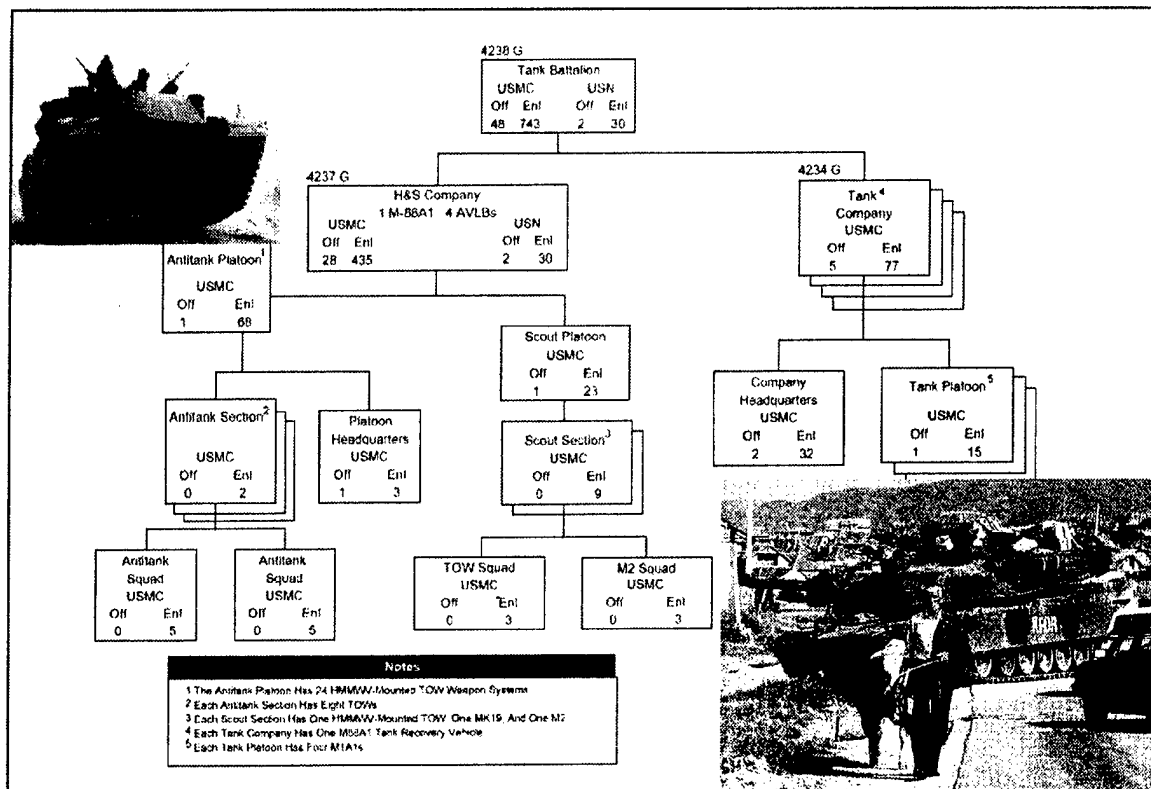 4238 G
Tank Battalion
USMC USN
Off Enl Off Enl
48 743 2 30
4237 G
H&S Company
1 M-88A1 4 AVLBs
USMC USN
Off Enl Off Enl
28 435 2 30
4234 G
Tank 4
Company
USMC
Off Enl
5 77
Antitank Platoon 1
USMC
Off Enl
1 68
Scout Platoon
USMC
Off Enl
1 23
Company
Headquarters
USMC
Off Enl
2 32
Tank Platoon 5
USMC
Off Enl
1 15
Antitank Section 2
USMC
Off Enl
0 2
Platoon
Headquarters
USMC
Off Enl
1 3
Scout Section 3
USMC
Off Enl
0 9
Antitank
Squad
USMC
Off Enl
0 5
Antitank
Squad
USMC
Off Enl
0 5
TOW Squad
USMC
Off Enl
0 3
M2 Squad
USMC
Off Enl
0 3
Notes
1 The Antitank Platoon Has 24 HMMWV-Mounted TOW Weapon Systems
2 Each Antitank Section Has Eight TOWs
3 Each Scout Section Has One HMMWV-Mounted TOW, One MK19, And One M2
4 Each Tank Company Has One M88A1 Tank Recovery Vehicle
5 Each Tank Platoon Has Four M1A1s